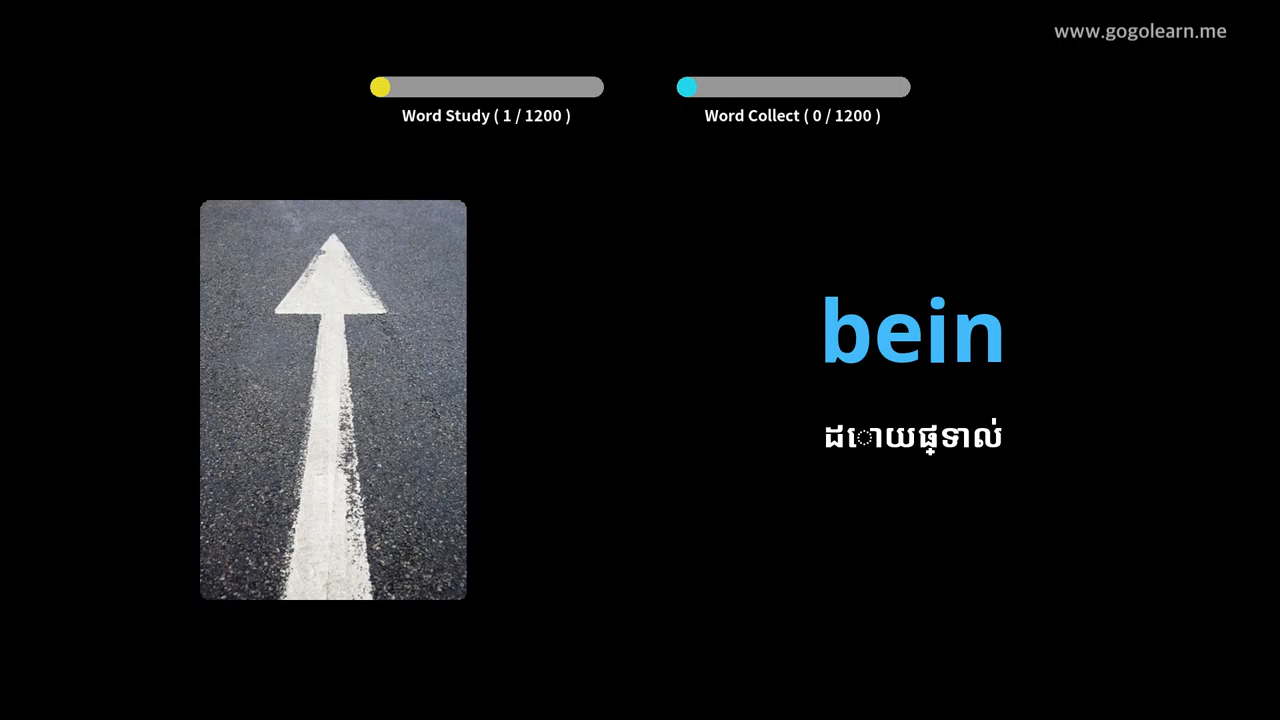 www.gogolearn.me
Word Study ( 1 / 1200 )
Word Collect ( 0 / 1200 )
bein
ដោយផ្ទាល់